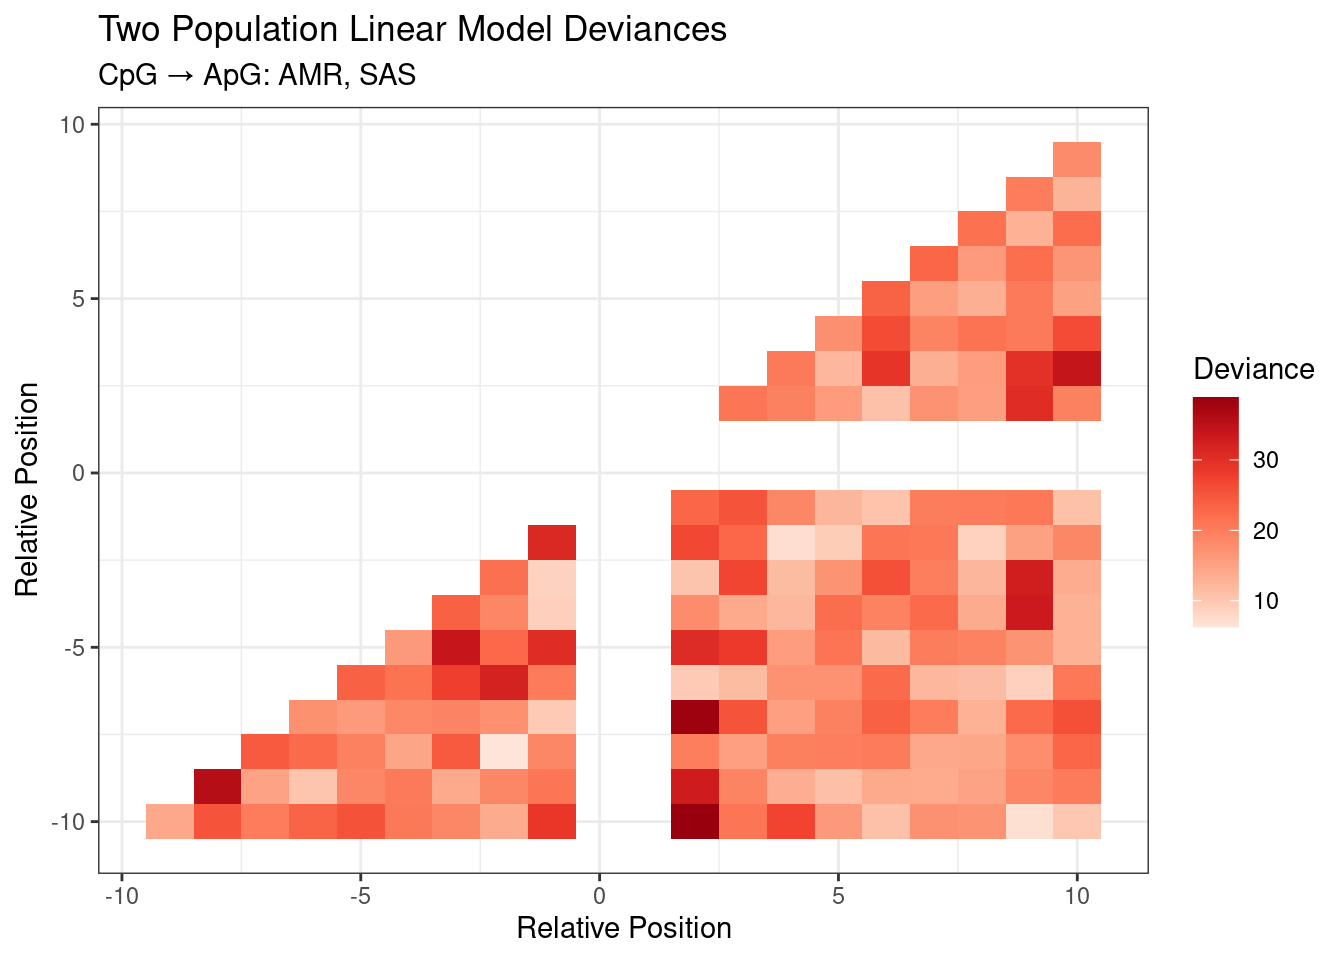 Two Population Linear Model Deviances
CpG → ApG: AMR, SAS
10
5
0
-5
-10
Relative Position
-10
-5
0
5
10
Relative Position
Deviance
30
20
10